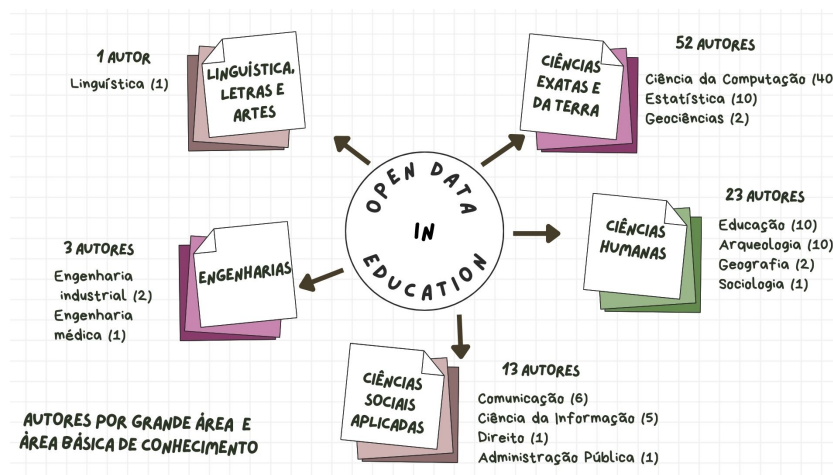 1 AUTOR
Linguística (1)
LINGUÍSTICA,
LETRAS E
ARTES
CIÊNCIAS
EXATAS E
DA TERRA
52 AUTORES
Ciência da Computação (40
Estatística (10)
Geociências (2)
OPEN DATA
IN
EDUCATION
3 AUTORES
Engenharia
industrial (2)
Engenharia
médica (1)
ENGENHARIAS
CIÊNCIAS
HUMANAS
23 AUTORES
Educação (10)
Arqueologia (10)
Geografia (2)
Sociologia (1)
CIÊNCIAS
SOCIAIS
APLICADAS
13 AUTORES
Comunicação (6)
Ciência da Informação (5)
Direito (1)
Administração Pública (1)
AUTORES POR GRANDE ÁREA E
ÁREA BÁSICA DE CONHECIMENTO